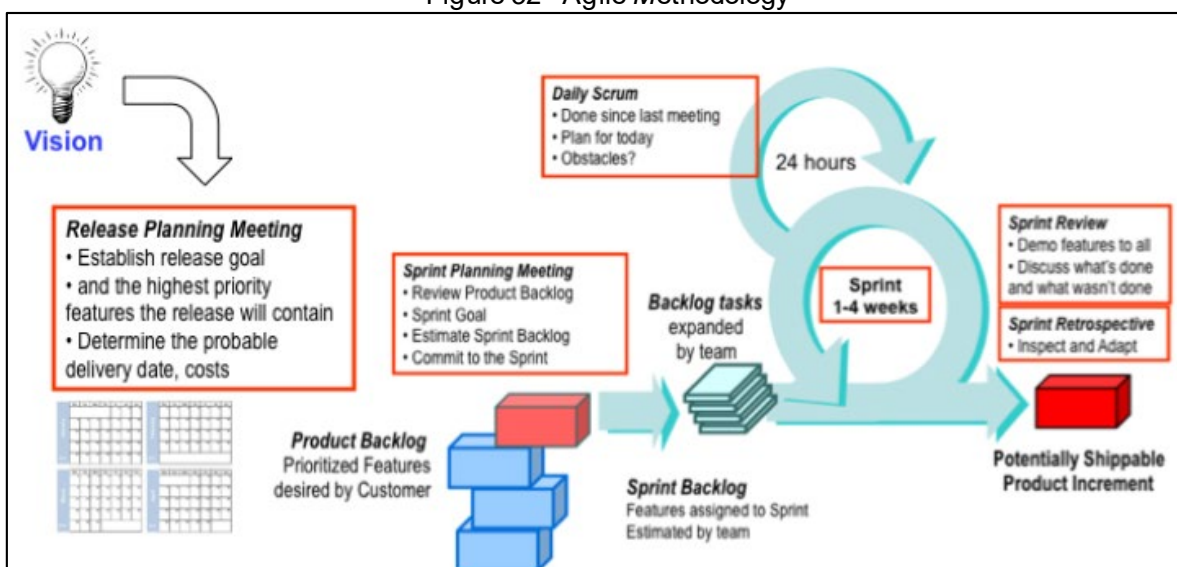 Figure 32 - Agile Methodology
Vision
Release Planning Meeting
• Establish release goal
• and the highest priority
features the release will contain
• Determine the probable
delivery date, costs
Product Backlog
Prioritized Features
desired by Customer
Sprint Planning Meeting
• Review Product Backlog
• Sprint Goal
• Estimate Sprint Backlog
• Commit to the Sprint
Backlog tasks
expanded
by team
Sprint Backlog
Features assigned to Sprint
Estimated by team
Daily Scrum
• Done since last meeting
• Plan for today
• Obstacles?
24 hours
Sprint
1-4 weeks
Sprint Review
• Demo features to all
• Discuss what's done
and what wasn't done
Sprint Retrospective
• Inspect and Adapt
Potentially Shippable
Product Increment